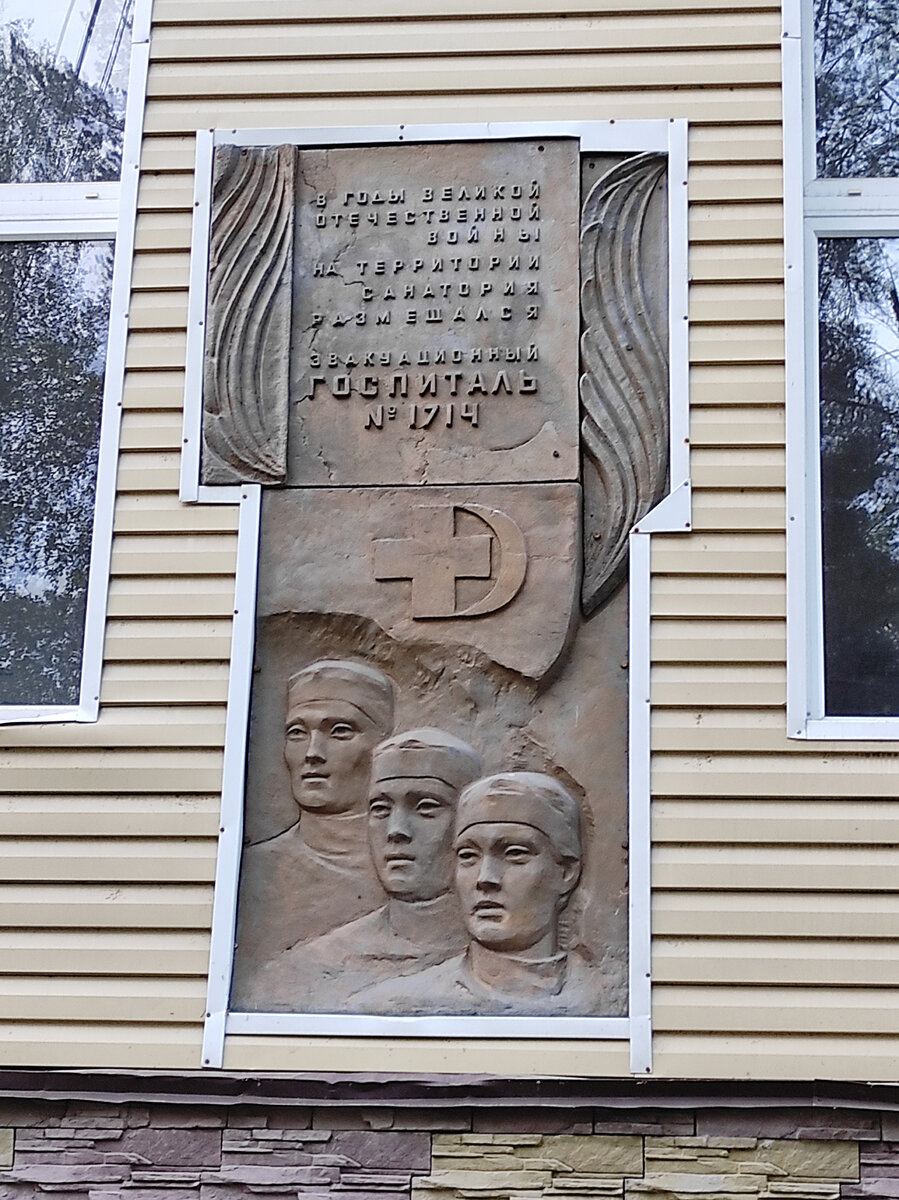 В ГОДЫ ВЕЛИКОЙ
ОТЕЧЕСТВЕННОЙ
ВОЙНЫ
НА ТЕРРИТОРИИ
САНАТОРИЯ
РАЗМЕЩАЛСЯ
ЭВАКУАЦИОННЫЙ
ГОСПИТАЛЬ
№ 1714